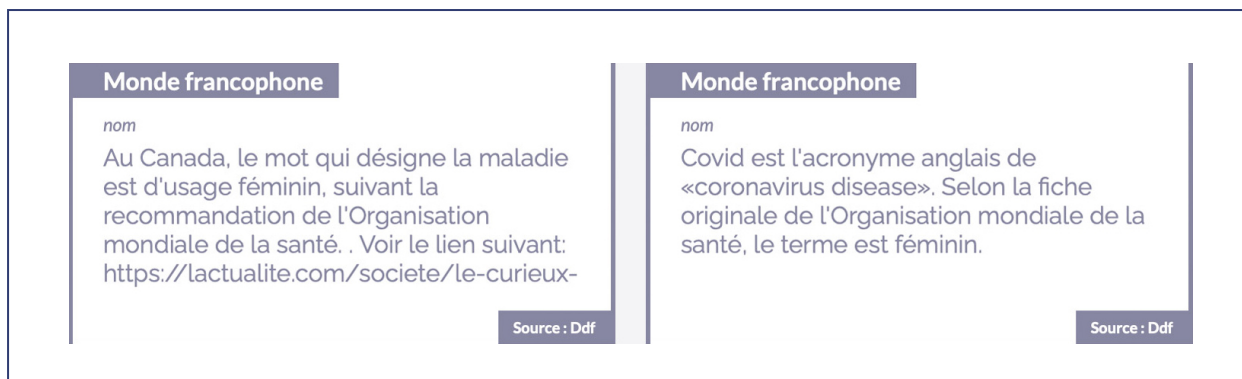 Monde francophone
nom
Au Canada, le mot qui désigne la maladie
est d'usage féminin, suivant la
recommandation de l'Organisation
mondiale de la santé. . Voir le lien suivant:
https://lactualite.com/societe/le-curieux-
Source : Ddf
Monde francophone
nom
Covid est l'acronyme anglais de
«coronavirus disease». Selon la fiche
originale de l'Organisation mondiale de la
santé, le terme est féminin.
Source : Ddf